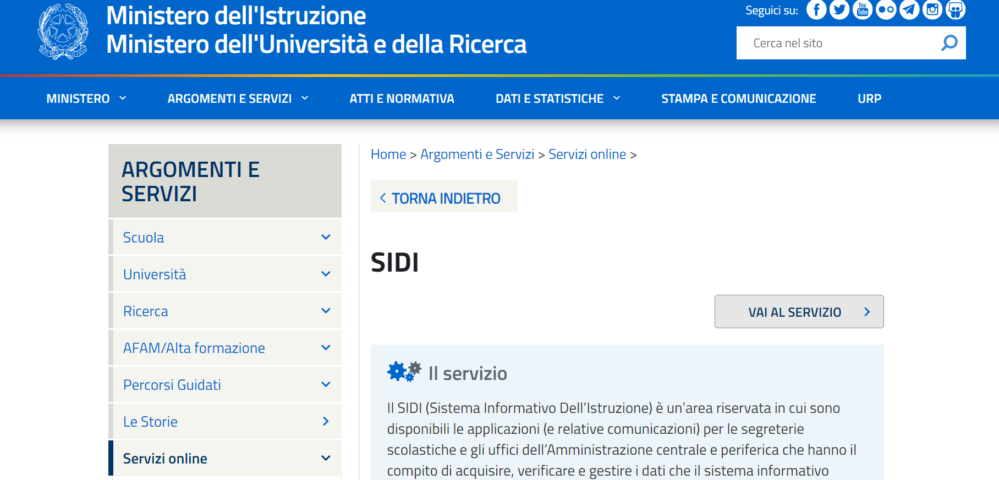 Ministero dell'Istruzione
Ministero dell'Università e della Ricerca
REPVBBLICA ITALIANA
Seguici su:
You
Tube
Cerca nel sito
MINISTERO
ARGOMENTI E SERVIZI
ATTI E NORMATIVA
DATI E STATISTICHE
STAMPA E COMUNICAZIONE
URP
ARGOMENTI E
SERVIZI
Scuola
Università
Ricerca
AFAM/Alta formazione
Percorsi Guidati
Le Storie
Servizi online
Home > Argomenti e Servizi > Servizi online >
TORNA INDIETRO
SIDI
VAI AL SERVIZIO
Il servizio
Il SIDI (Sistema Informativo Dell’Istruzione) è un’area riservata in cui sono
disponibili le applicazioni (e relative comunicazioni) per le segreterie
scolastiche e gli uffici dell’Amministrazione centrale e periferica che hanno il
compito di acquisire, verificare e gestire i dati che il sistema informativo